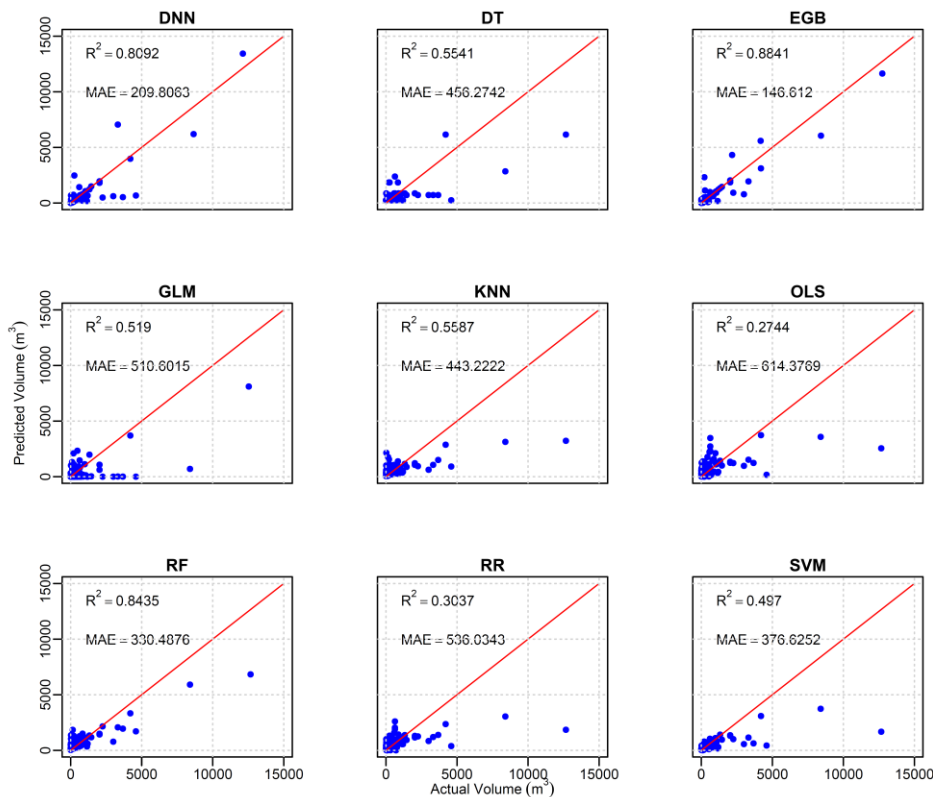 DNN
DT
EGB
15000
10000
5000
0
R² = 0.8092
MAE = 209.8063
R² = 0.5541
MAE = 456.2742
R² = 0.8841
MAE = 146.612
GLM
KNN
OLS
Predicted Volume (m³)
15000
10000
5000
0
R² = 0.519
MAE = 510.6015
R² = 0.5587
MAE = 443.2222
R² = 0.2744
MAE = 614.3769
RF
RR
SVM
15000
10000
5000
0
R² = 0.8435
MAE = 330.4876
R² = 0.3037
MAE = 536.0343
R² = 0.497
MAE = 376.6252
0 5000 10000 15000
0 5000 10000 15000
0 5000 10000 15000
Actual Volume (m³)